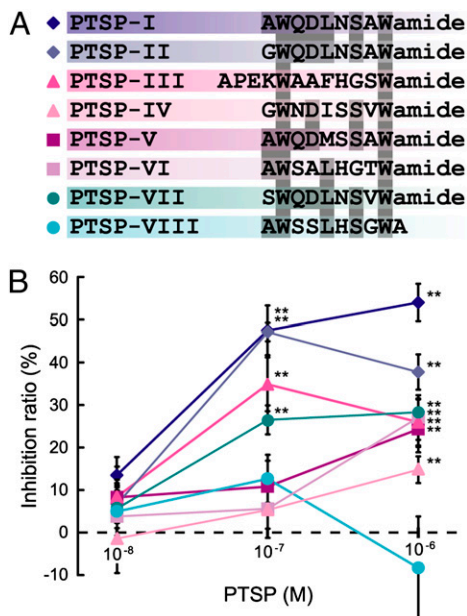 A
PTSP-I AWQDLNSAWamide
PTSP-II GWQDLNSAWamide
PTSP-III APEKWAAFHGSWamide
PTSP-IV GWNDISSVWamide
PTSP-V AWQDMSSAWamide
PTSP-VI AWSALHGTWamide
PTSP-VII SWQDLNSVWamide
PTSP-VIII AWSSLHSGWA
B
Inhibition ratio (%)
60
50
40
30
20
10
0
-10
**
**
**
**
**
**
**
**
**
**
**
10⁻⁸ 10⁻⁷ 10⁻⁶
PTSP (M)